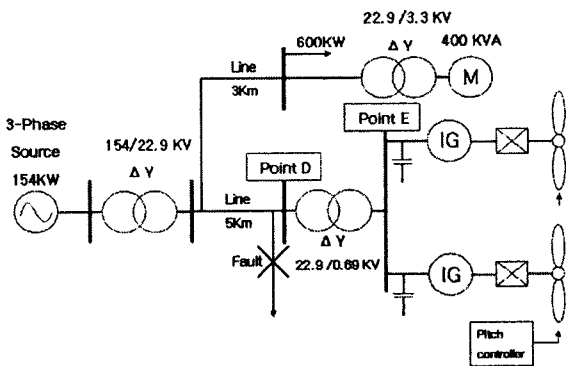 22.9/3.3 KV
600KW
Δ Y
400 KVA
M
Line
3Km
3-Phase
Source
154KW
154/22.9 KV
Δ Y
Point D
Point E
IG
Line
5Km
Δ Y
Fault
22.9/0.69 KV
IG
Pitch
controller